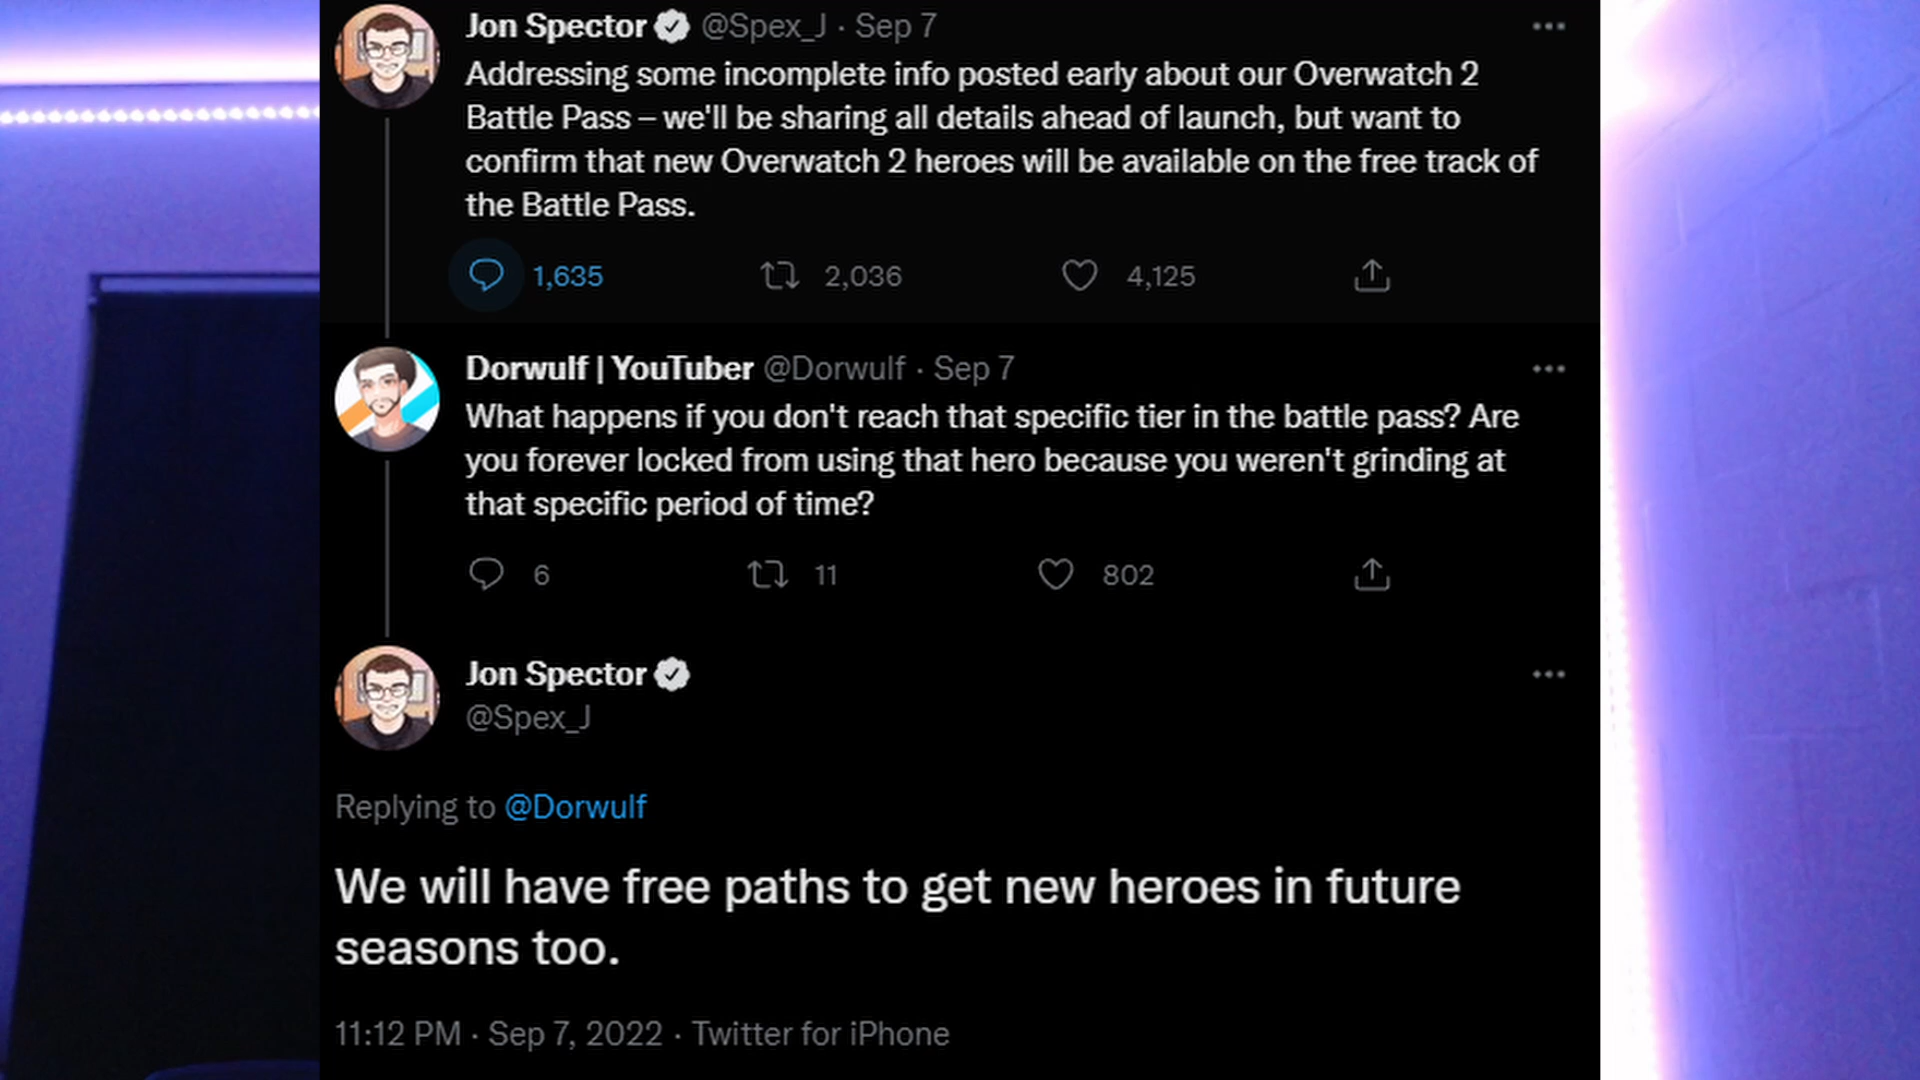 Jon Spector @Spex_J · Sep 7
Addressing some incomplete info posted early about our Overwatch 2
Battle Pass – we'll be sharing all details ahead of launch, but want to
confirm that new Overwatch 2 heroes will be available on the free track of
the Battle Pass.
1,635 2,036 4,125
Dorwulf | YouTuber @Dorwulf · Sep 7
What happens if you don't reach that specific tier in the battle pass? Are
you forever locked from using that hero because you weren't grinding at
that specific period of time?
6 11 802
Jon Spector
@Spex_J
Replying to @Dorwulf
We will have free paths to get new heroes in future
seasons too.
11:12 PM · Sep 7, 2022 · Twitter for iPhone